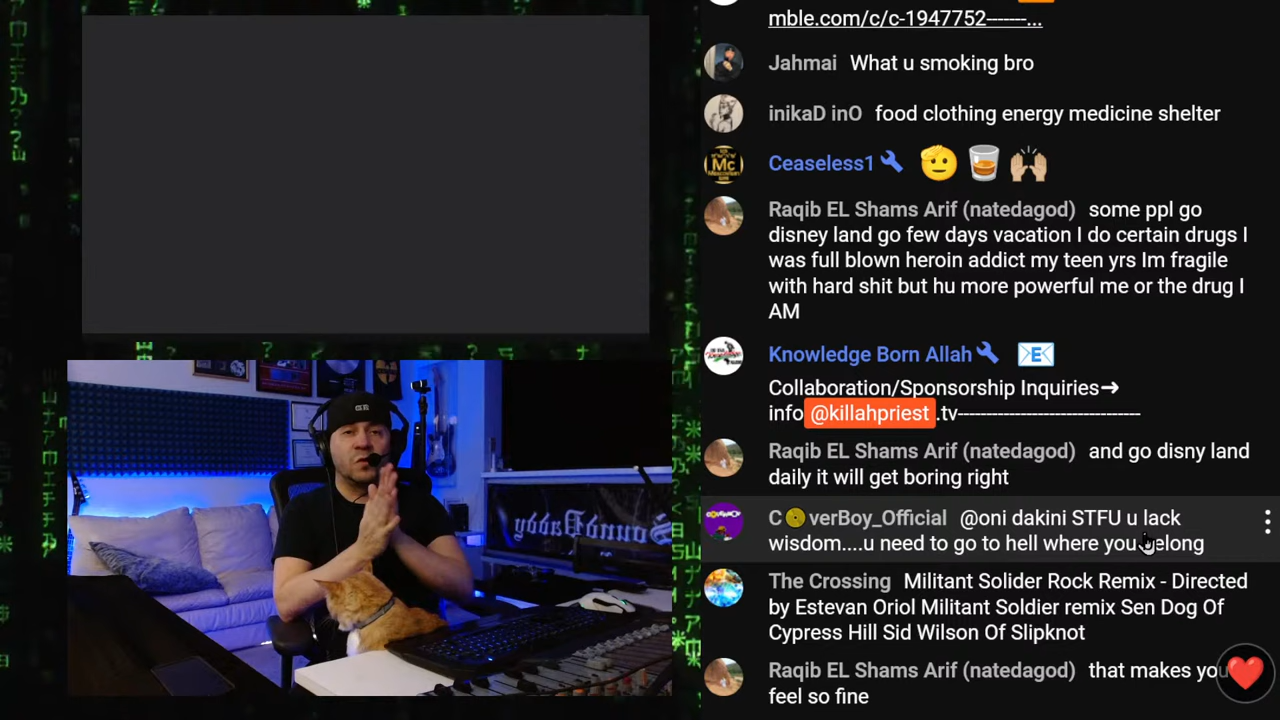 mble.com/c/c-1947752-------...
Jahmai What u smoking bro
inikaD inO food clothing energy medicine shelter
Ceaseless1
Raqib EL Shams Arif (natedagod) some ppl go
disney land go few days vacation I do certain drugs I
was full blown heroin addict my teen yrs Im fragile
with hard shit but hu more powerful me or the drug I
AM
Knowledge Born Allah
Collaboration/Sponsorship Inquiries➜
info @killahpriest .tv--------------------------------
Raqib EL Shams Arif (natedagod) and go disny land
daily it will get boring right
C verBoy_Official @oni dakini STFU u lack
wisdom....u need to go to hell where you belong
The Crossing Militant Solider Rock Remix - Directed
by Estevan Oriol Militant Soldier remix Sen Dog Of
Cypress Hill Sid Wilson Of Slipknot
Raqib EL Shams Arif (natedagod) that makes you
feel so fine
SoundDaddy